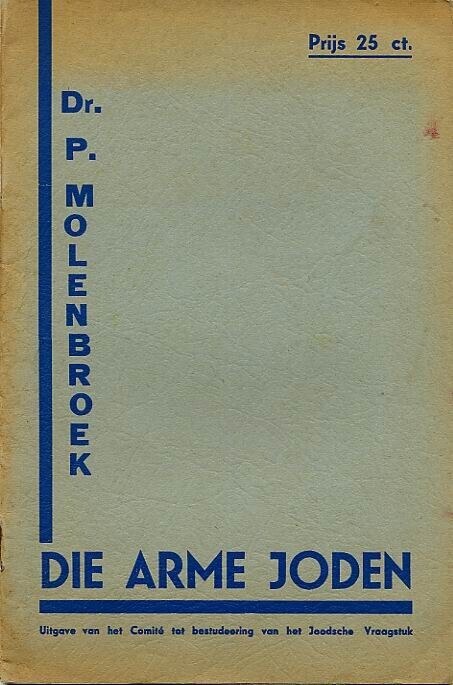 Prijs 25 ct.
Dr.
P.
MOLENBROEK
DIE ARME JODEN
Uitgave van het Comité tot bestudeering van het Joodsche Vraagstuk